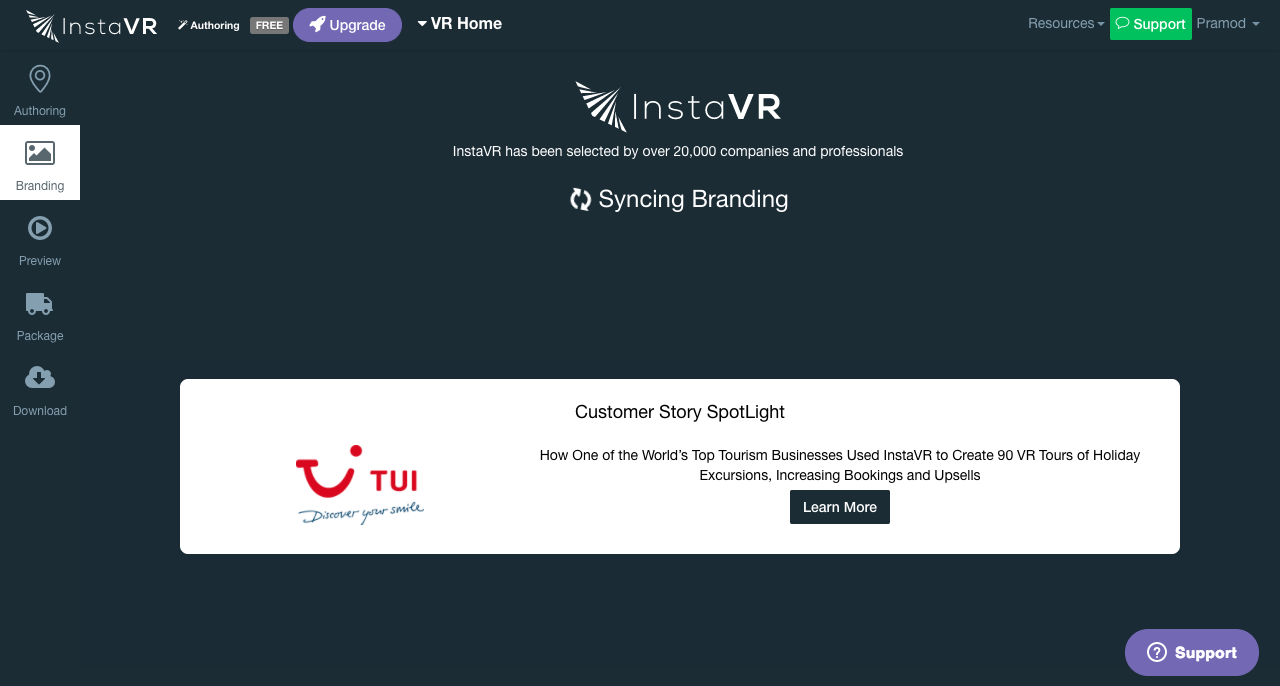 InstaVR Authoring FREE Upgrade VR Home Resources Support Pramod
Authoring
Branding
Preview
Package
Download
InstaVR
InstaVR has been selected by over 20,000 companies and professionals
Syncing Branding
Customer Story SpotLight
TUI
Discover your smile
How One of the World’s Top Tourism Businesses Used InstaVR to Create 90 VR Tours of Holiday
Excursions, Increasing Bookings and Upsells
Learn More
Support